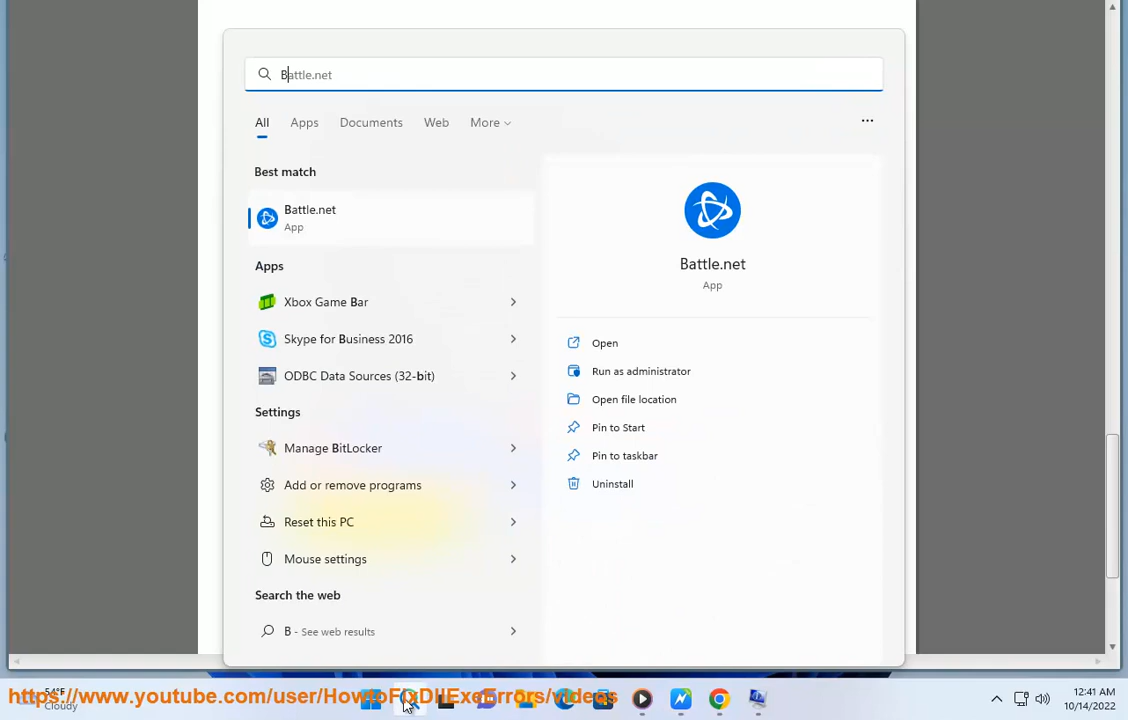 Battle.net
All Apps Documents Web More
Best match
Battle.net
App
Battle.net
App
Apps
Xbox Game Bar
Skype for Business 2016
ODBC Data Sources (32-bit)
Settings
Manage BitLocker
Add or remove programs
Reset this PC
Mouse settings
Search the web
B - See web results
Open
Run as administrator
Open file location
Pin to Start
Pin to taskbar
Uninstall
54°F
Cloudy
https://www.youtube.com/user/HowtoFixDllExeErrors/videos
12:41 AM
10/14/2022